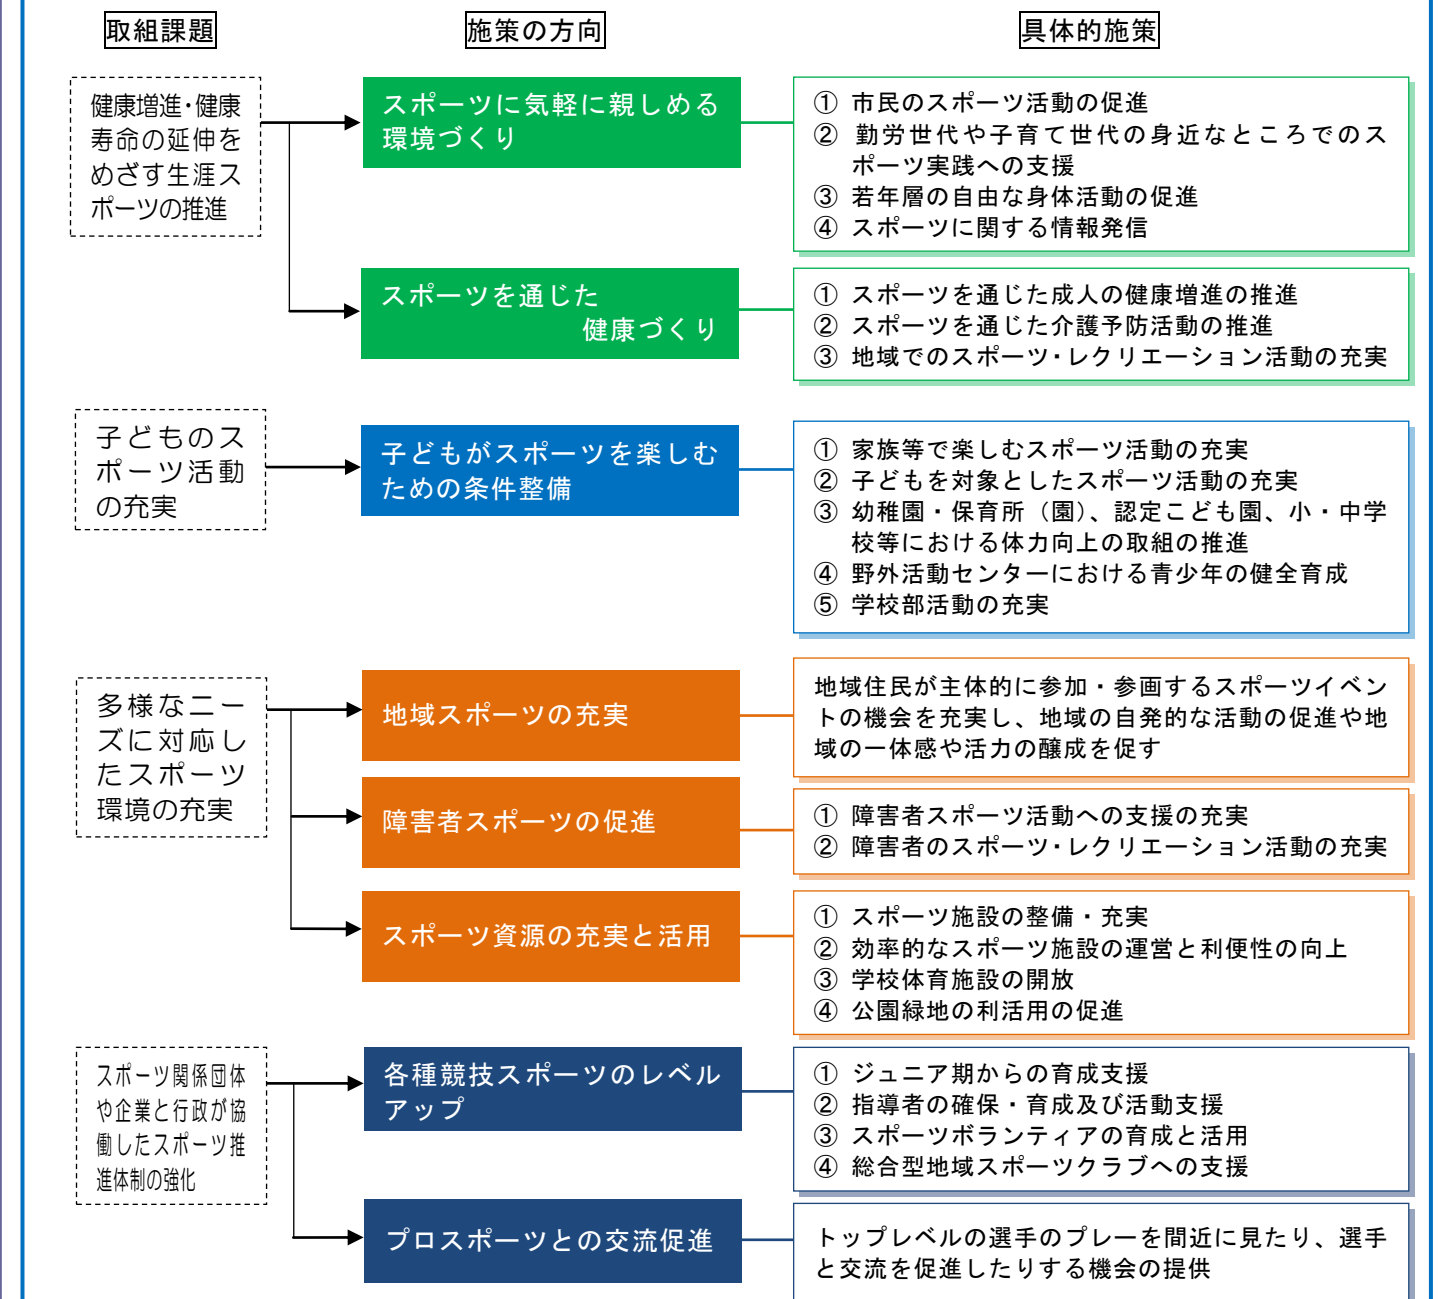 取組課題
施策の方向
具体的施策
健康増進・健康
寿命の延伸を
めざす生涯ス
ポーツの推進
スポーツに気軽に親しめる
環境づくり
① 市民のスポーツ活動の促進
② 勤労世代や子育て世代の身近なところでのス
ポーツ実践への支援
③ 若年層の自由な身体活動の促進
④ スポーツに関する情報発信
スポーツを通じた
健康づくり
① スポーツを通じた成人の健康増進の推進
② スポーツを通じた介護予防活動の推進
③ 地域でのスポーツ・レクリエーション活動の充実
子どものス
ポーツ活動
の充実
子どもがスポーツを楽しむ
ための条件整備
① 家族等で楽しむスポーツ活動の充実
② 子どもを対象としたスポーツ活動の充実
③ 幼稚園・保育所（園）、認定こども園、小・中学
校等における体力向上の取組の推進
④ 野外活動センターにおける青少年の健全育成
⑤ 学校部活動の充実
多様なニー
ズに対応し
たスポーツ
環境の充実
地域スポーツの充実
地域住民が主体的に参加・参画するスポーツイベン
トの機会を充実し、地域の自発的な活動の促進や地
域の一体感や活力の醸成を促す
障害者スポーツの促進
① 障害者スポーツ活動への支援の充実
② 障害者のスポーツ・レクリエーション活動の充実
スポーツ資源の充実と活用
① スポーツ施設の整備・充実
② 効率的なスポーツ施設の運営と利便性の向上
③ 学校体育施設の開放
④ 公園緑地の利活用の促進
スポーツ関係団体
や企業と行政が協
働したスポーツ推
進体制の強化
各種競技スポーツのレベル
アップ
① ジュニア期からの育成支援
② 指導者の確保・育成及び活動支援
③ スポーツボランティアの育成と活用
④ 総合型地域スポーツクラブへの支援
プロスポーツとの交流促進
トップレベルの選手のプレーを間近に見たり、選手
と交流を促進したりする機会の提供